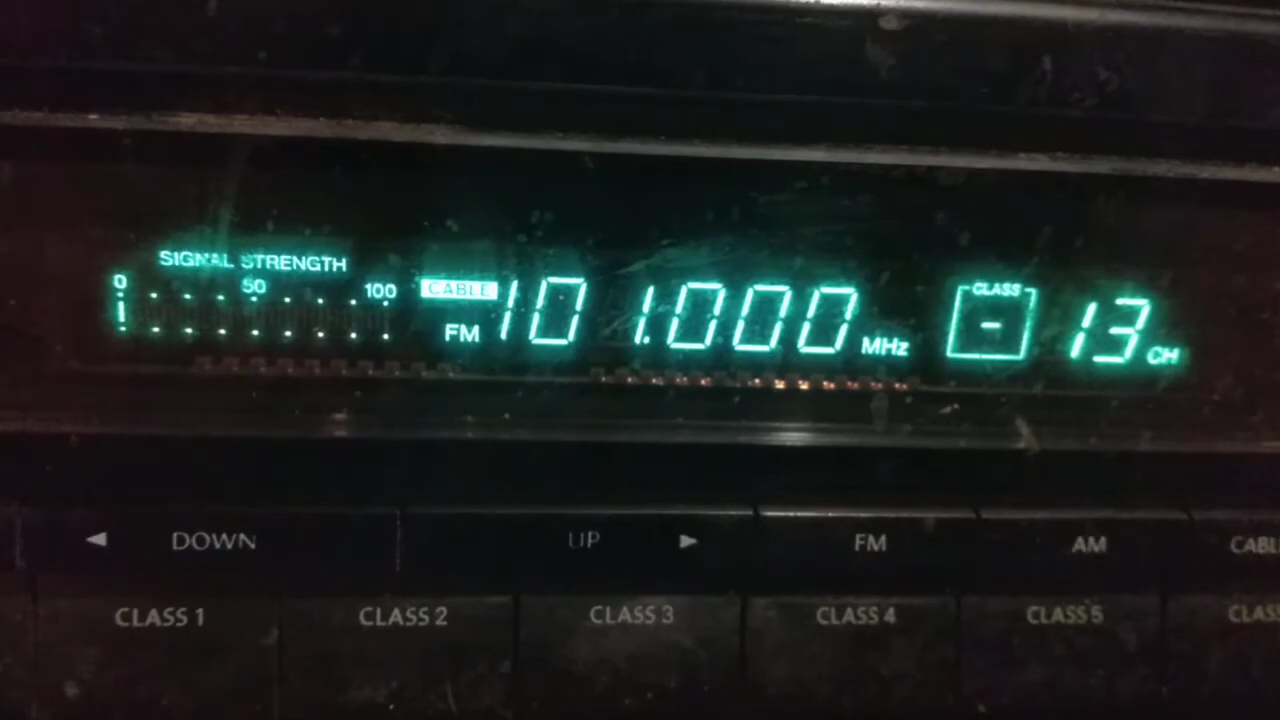 SIGNAL STRENGTH
0 50 100
CABLE
FM 101.000 MHz
CLASS
- 13 CH
◄ DOWN UP ► FM AM
CLASS 1 CLASS 2 CLASS 3 CLASS 4 CLASS 5